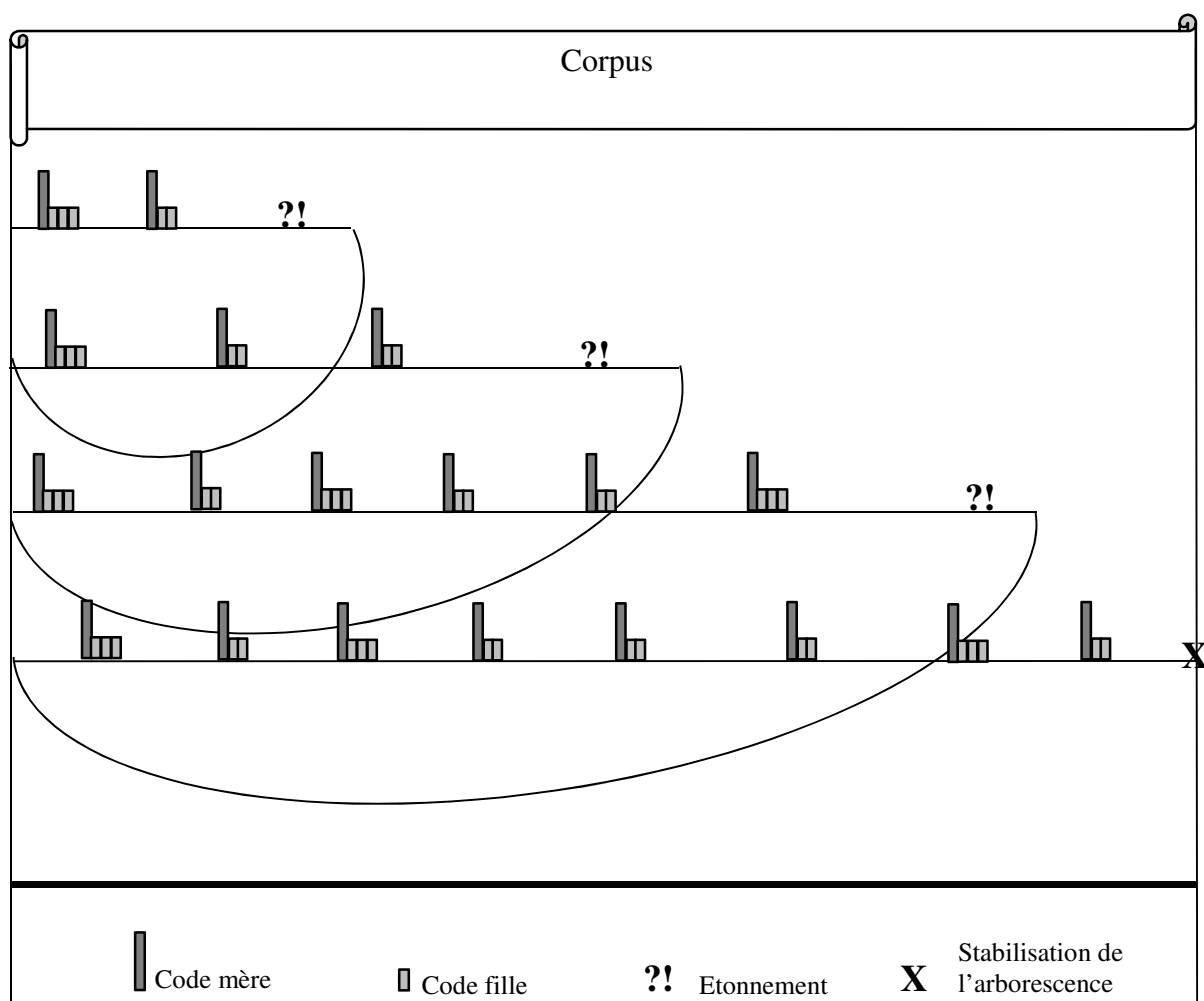 Corpus
?!
?!
?!
X
Code mère
Code fille
?! Etonnement
X Stabilisation de
l'arborescence